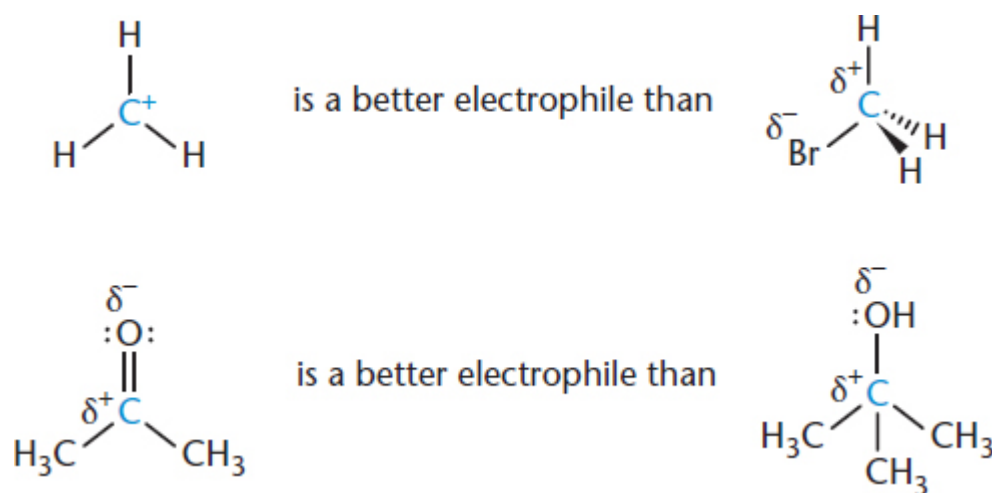 H
C⁺
H H
is a better electrophile than
H
δ⁺
C
δ⁻
Br
H
H
δ⁻
:O:
δ⁺ C
H₃C CH₃
is a better electrophile than
δ⁻
:OH
δ⁺ C
H₃C CH₃
CH₃